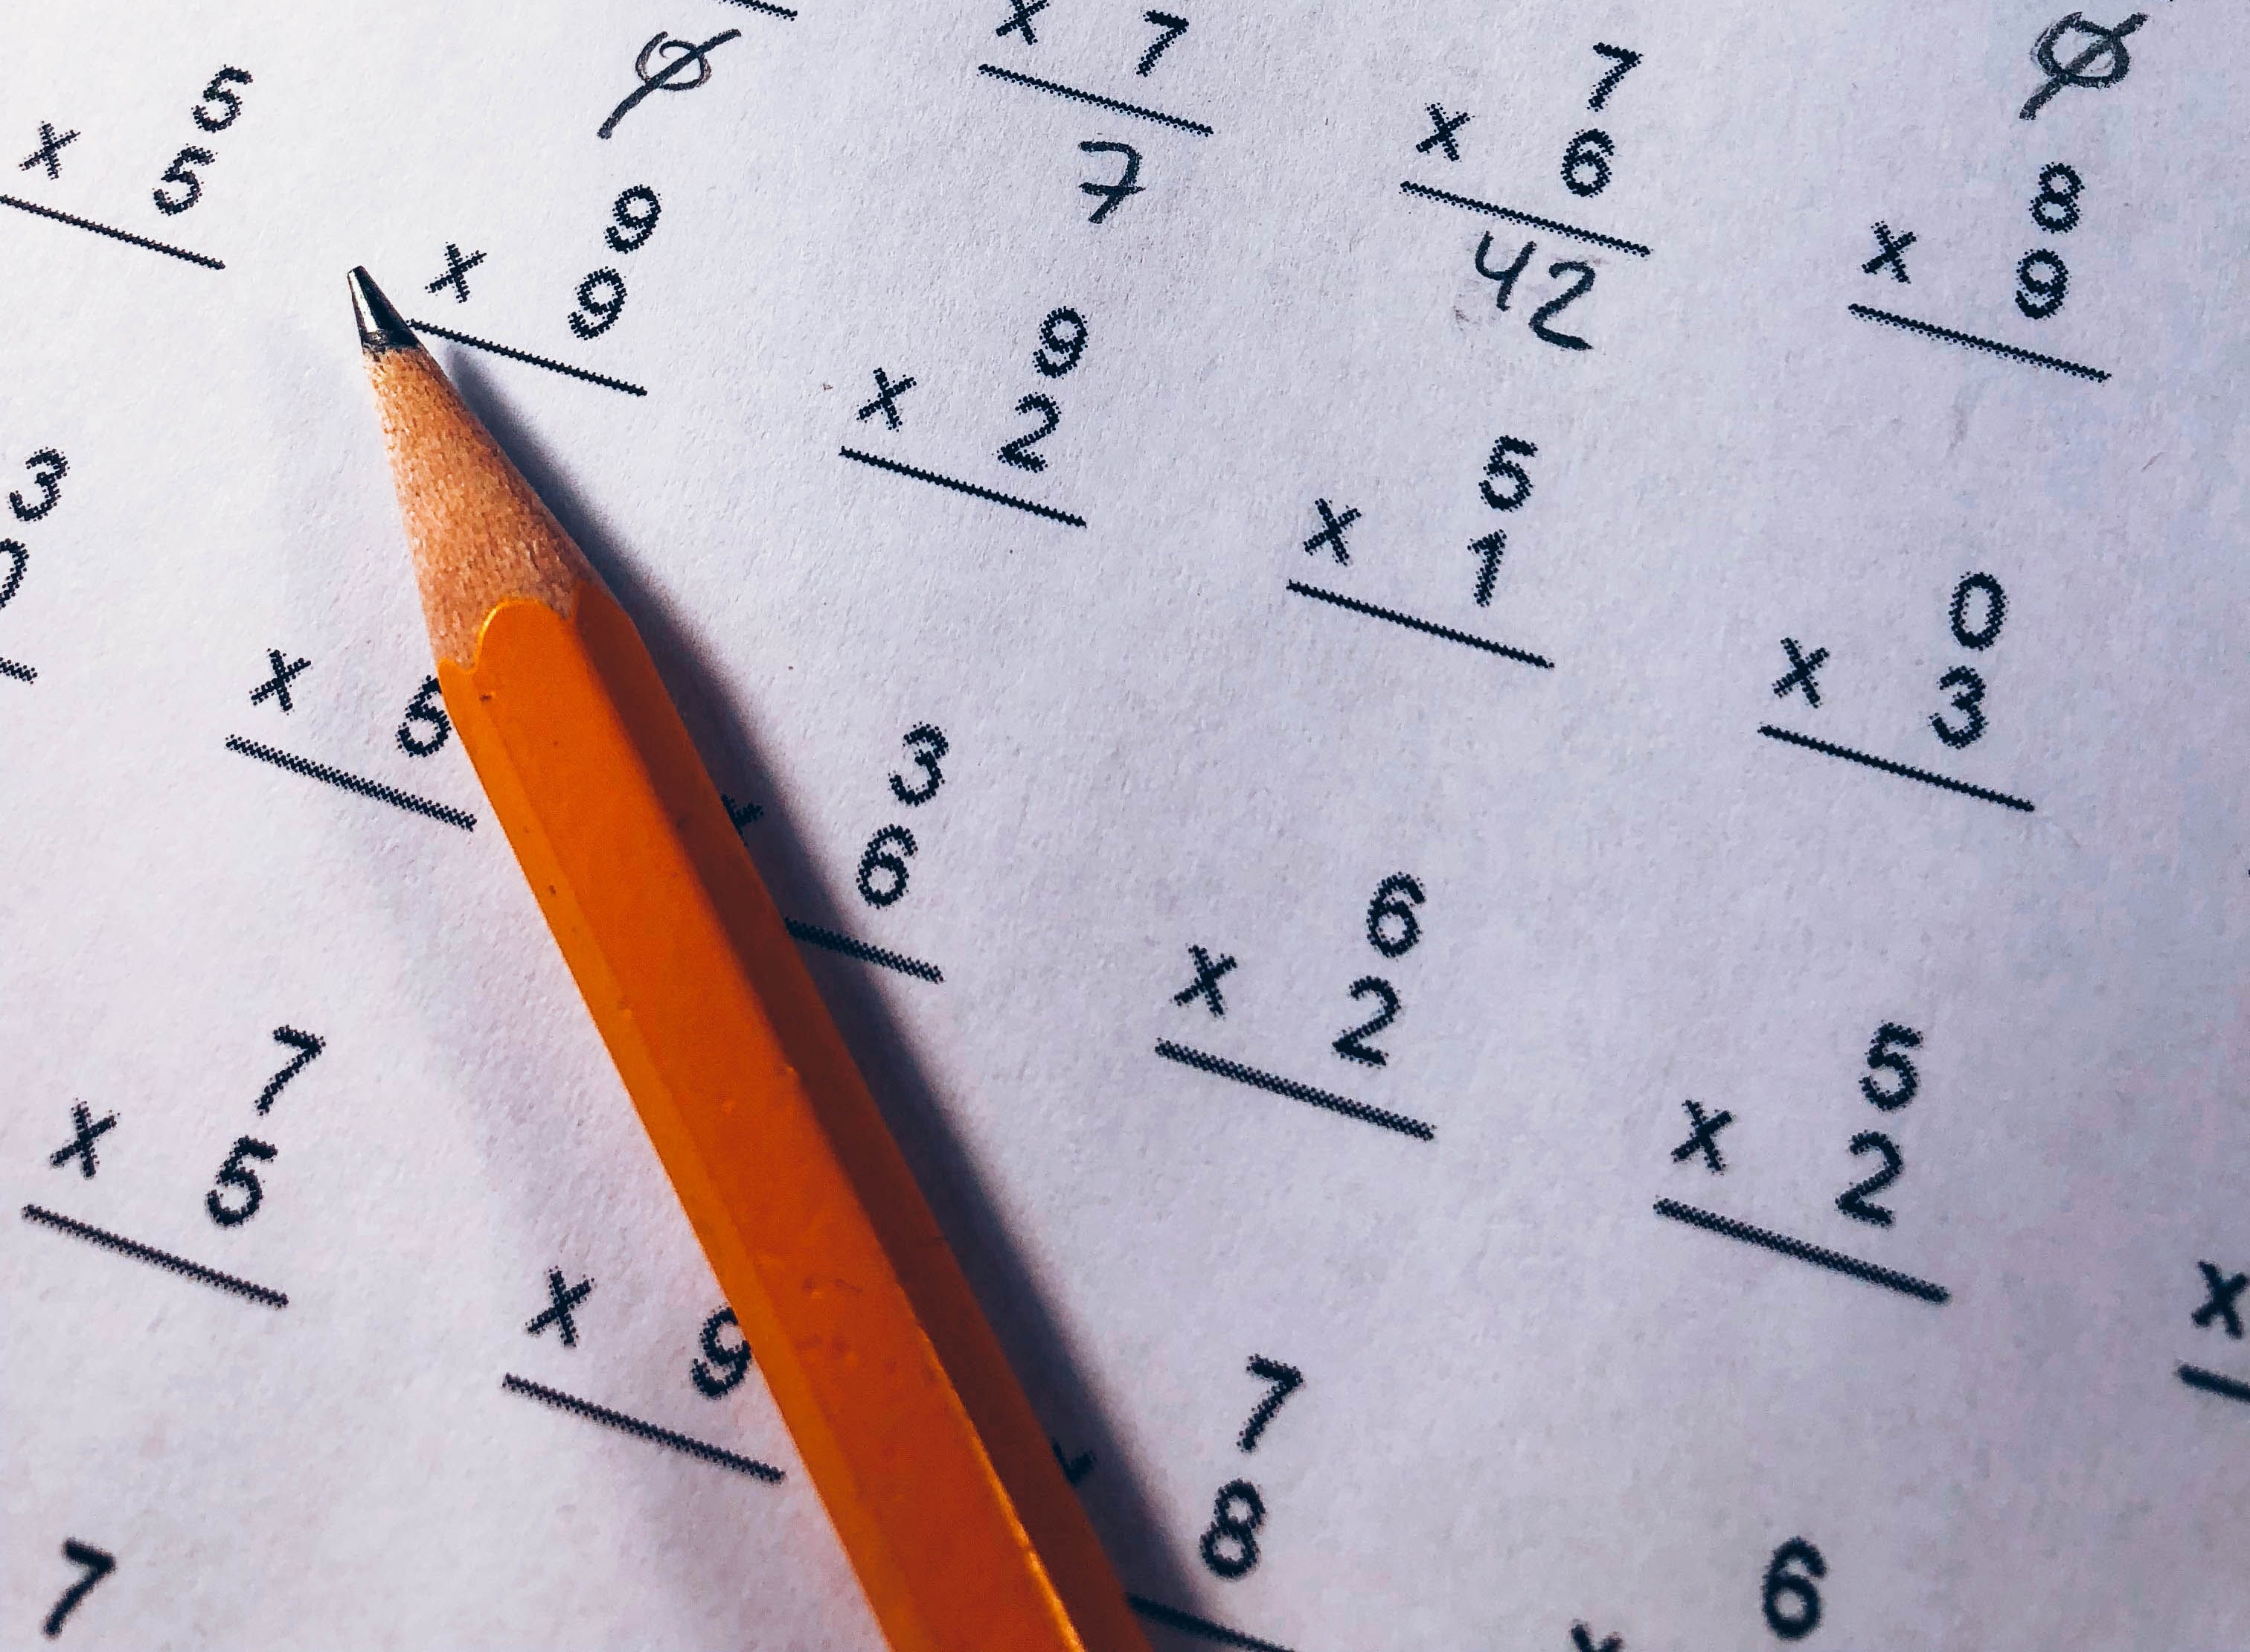 Ø
7 8
x 7 x 6 x 9
Ø 7 42
5 9 9 5 0
x 5 x 9 x 2 x 1 x 3
3 3 6 5
0 x 6 x 2 x 2
7 7
x 5 x 9 8 x
7 6